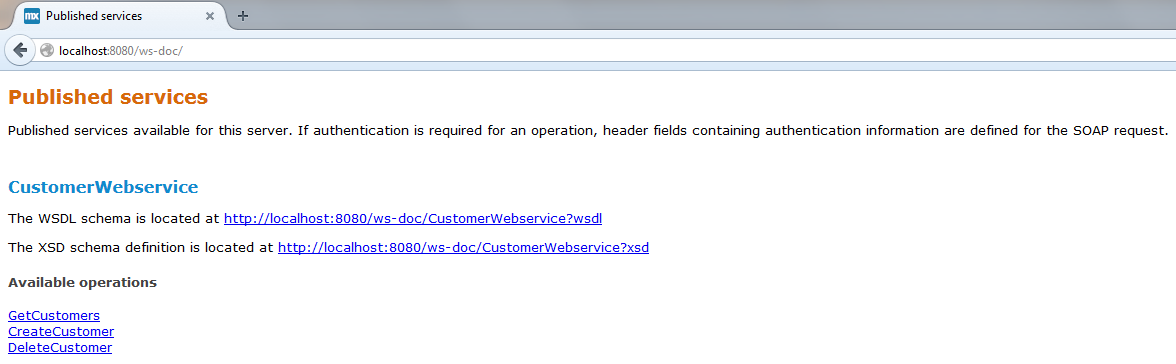 mx Published services
localhost:8080/ws-doc/
Published services
Published services available for this server. If authentication is required for an operation, header fields containing authentication information are defined for the SOAP request.
CustomerWebservice
The WSDL schema is located at http://localhost:8080/ws-doc/CustomerWebservice?wsdl
The XSD schema definition is located at http://localhost:8080/ws-doc/CustomerWebservice?xsd
Available operations
GetCustomers
CreateCustomer
DeleteCustomer